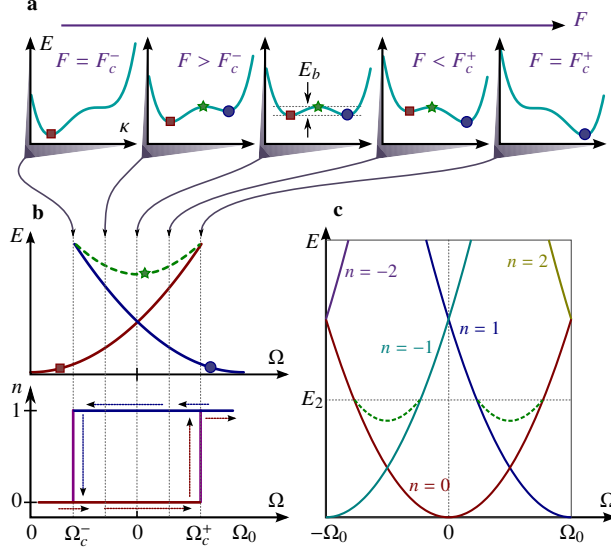 a
F
E
F = F_c^-
F > F_c^-
E_b
F < F_c^+
F = F_c^+
κ
b
c
E
E
n = −2
n = 2
n = −1
n = 1
Ω
n
1
E_2
n = 0
0
Ω
Ω
0
Ω_c^-
0
Ω_c^+
Ω_0
−Ω_0
0
Ω_0